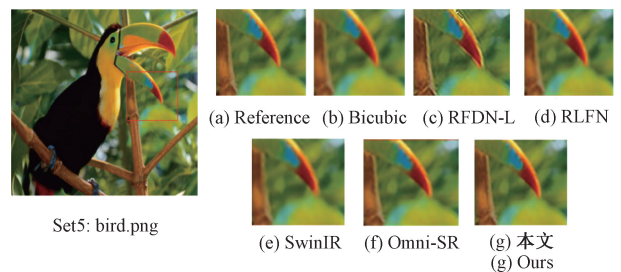 (a) Reference (b) Bicubic (c) RFDN-L (d) RLFN
Set5: bird.png
(e) SwinIR (f) Omni-SR (g) 本文
(g) Ours